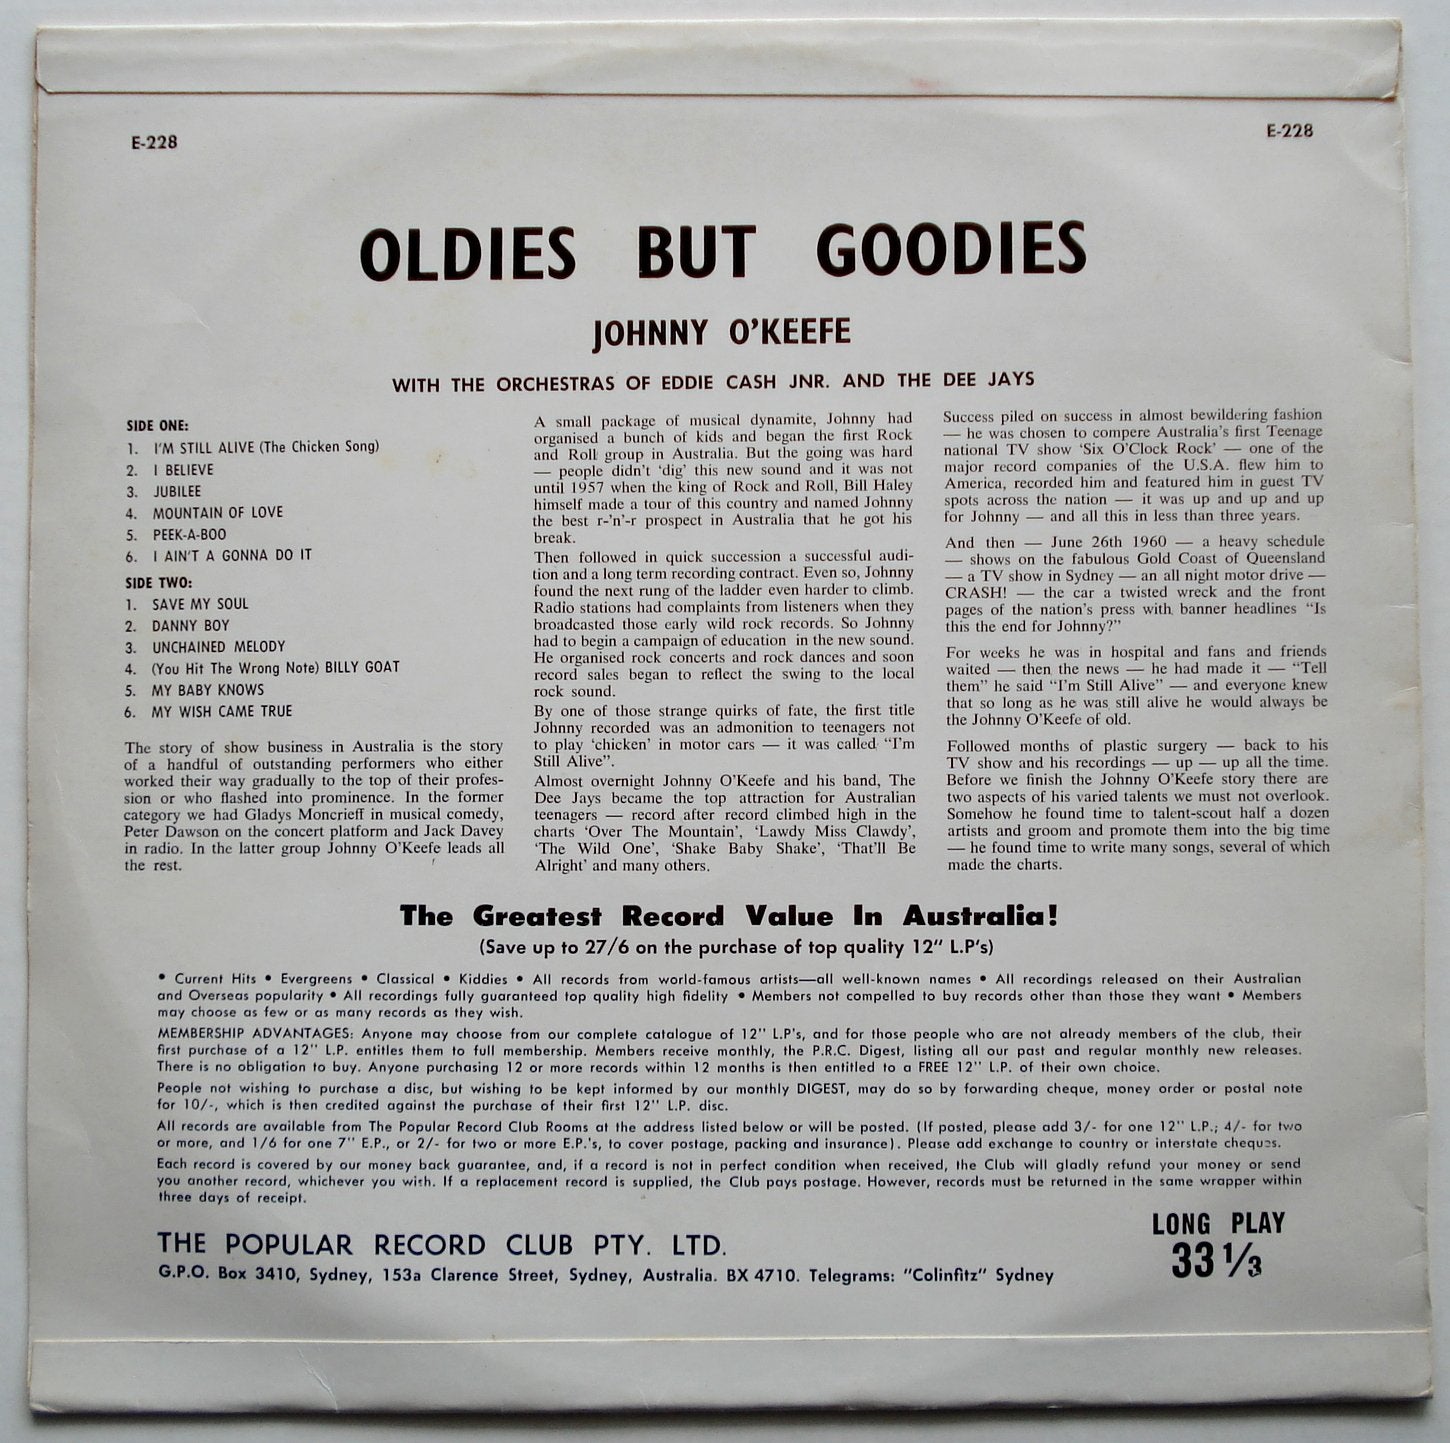 E-228
E-228
OLDIES BUT GOODIES
JOHNNY O'KEEFE
WITH THE ORCHESTRAS OF EDDIE CASH JNR. AND THE DEE JAYS
SIDE ONE:
1. I'M STILL ALIVE (The Chicken Song)
2. I BELIEVE
3. JUBILEE
4. MOUNTAIN OF LOVE
5. PEEK-A-BOO
6. I AIN'T A GONNA DO IT
SIDE TWO:
1. SAVE MY SOUL
2. DANNY BOY
3. UNCHAINED MELODY
4. (You Hit The Wrong Note) BILLY GOAT
5. MY BABY KNOWS
6. MY WISH CAME TRUE
The story of show business in Australia is the story
of a handful of outstanding performers who either
worked their way gradually to the top of their profes-
sion or who flashed into prominence. In the former
category we had Gladys Moncrieff in musical comedy,
Peter Dawson on the concert platform and Jack Davey
in radio. In the latter group Johnny O'Keefe leads all
the rest.
A small package of musical dynamite, Johnny had
organised a bunch of kids and began the first Rock
and Roll group in Australia. But the going was hard
— people didn't 'dig' this new sound and it was not
until 1957 when the king of Rock and Roll, Bill Haley
himself made a tour of this country and named Johnny
the best r-'n'-r prospect in Australia that he got his
break.
Then followed in quick succession a successful audi-
tion and a long term recording contract. Even so, Johnny
found the next rung of the ladder even harder to climb.
Radio stations had complaints from listeners when they
broadcasted those early wild rock records. So Johnny
had to begin a campaign of education in the new sound.
He organised rock concerts and rock dances and soon
record sales began to reflect the swing to the local
rock sound.
By one of those strange quirks of fate, the first title
Johnny recorded was an admonition to teenagers not
to play 'chicken' in motor cars — it was called "I'm
Still Alive".
Almost overnight Johnny O'Keefe and his band, The
Dee Jays became the top attraction for Australian
teenagers — record after record climbed high in the
charts 'Over The Mountain', 'Lawdy Miss Clawdy',
'The Wild One', 'Shake Baby Shake', 'That'll Be
Alright' and many others.
Success piled on success in almost bewildering fashion
— he was chosen to compere Australia's first Teenage
national TV show 'Six O'Clock Rock' — one of the
major record companies of the U.S.A. flew him to
America, recorded him and featured him in guest TV
spots across the nation — it was up and up and up
for Johnny — and all this in less than three years.
And then — June 26th 1960 — a heavy schedule
— shows on the fabulous Gold Coast of Queensland
— a TV show in Sydney — an all night motor drive —
CRASH! — the car a twisted wreck and the front
pages of the nation's press with banner headlines "Is
this the end for Johnny?"
For weeks he was in hospital and fans and friends
waited — then the news — he had made it — "Tell
them" he said "I'm Still Alive" — and everyone knew
that so long as he was still alive he would always be
the Johnny O'Keefe of old.
Followed months of plastic surgery — back to his
TV show and his recordings — up — up all the time.
Before we finish the Johnny O'Keefe story there are
two aspects of his varied talents we must not overlook.
Somehow he found time to talent-scout half a dozen
artists and groom and promote them into the big time
— he found time to write many songs, several of which
made the charts.
The Greatest Record Value In Australia!
(Save up to 27/6 on the purchase of top quality 12" L.P's)
• Current Hits • Evergreens • Classical • Kiddies • All records from world-famous artists—all well-known names • All recordings released on their Australian
and Overseas popularity • All recordings fully guaranteed top quality high fidelity • Members not compelled to buy records other than those they want • Members
may choose as few or as many records as they wish.
MEMBERSHIP ADVANTAGES: Anyone may choose from our complete catalogue of 12" L.P's, and for those people who are not already members of the club, their
first purchase of a 12" L.P. entitles them to full membership. Members receive monthly, the P.R.C. Digest, listing all our past and regular monthly new releases.
There is no obligation to buy. Anyone purchasing 12 or more records within 12 months is then entitled to a FREE 12" L.P. of their own choice.
People not wishing to purchase a disc, but wishing to be kept informed by our monthly DIGEST, may do so by forwarding cheque, money order or postal note
for 10/-, which is then credited against the purchase of their first 12" L.P. disc.
All records are available from The Popular Record Club Rooms at the address listed below or will be posted. (If posted, please add 3/- for one 12" L.P.; 4/- for two
or more, and 1/6 for one 7" E.P., or 2/- for two or more E.P.'s, to cover postage, packing and insurance). Please add exchange to country or interstate cheques.
Each record is covered by our money back guarantee, and, if a record is not in perfect condition when received, the Club will gladly refund your money or send
you another record, whichever you wish. If a replacement record is supplied, the Club pays postage. However, records must be returned in the same wrapper within
three days of receipt.
THE POPULAR RECORD CLUB PTY. LTD.
G.P.O. Box 3410, Sydney, 153a Clarence Street, Sydney, Australia. BX 4710. Telegrams: "Colinfitz" Sydney
LONG PLAY
33 1/3